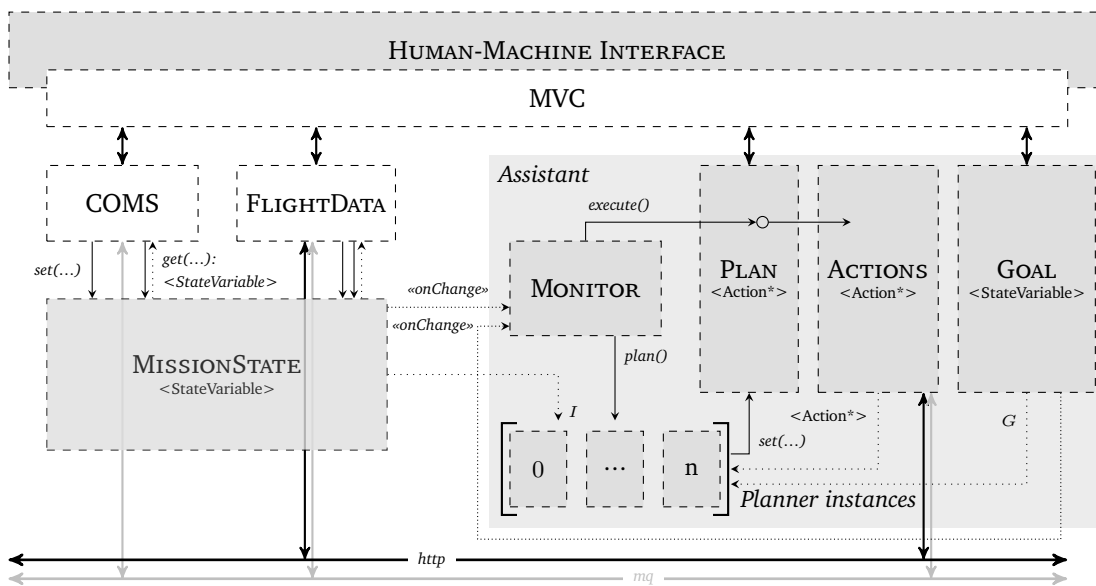 HUMAN-MACHINE INTERFACE
MVC
COMS
FLIGHTDATA
Assistant
execute()
set(...)
get(...):
<StateVariable>
PLAN
<Action*>
ACTIONS
<Action*>
GOAL
<StateVariable>
MONITOR
«onChange»
«onChange»
MISSIONSTATE
<StateVariable>
plan()
I
<Action*>
G
set(...)
0
...
n
Planner instances
http
mq